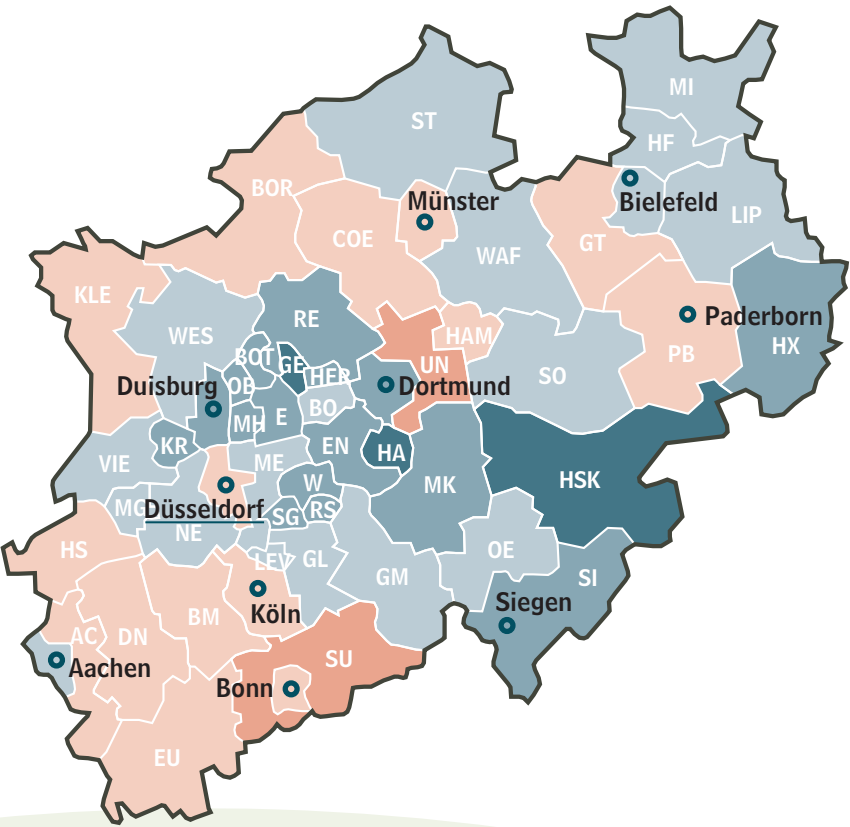 MI
ST
HF
BOR
Münster
Bielefeld
LIP
COE
GT
WAF
KLE
RE
Paderborn
WES
HAM
HX
BOT
PB
GE
UN
HER
SO
Duisburg
OB
Dortmund
BO
MH
E
KR
EN
HA
VIE
ME
HSK
W
MK
MG
Düsseldorf
RS
SG
NE
HS
OE
LEV
GL
GM
SI
Siegen
Köln
BM
AC
DN
SU
Aachen
Bonn
EU